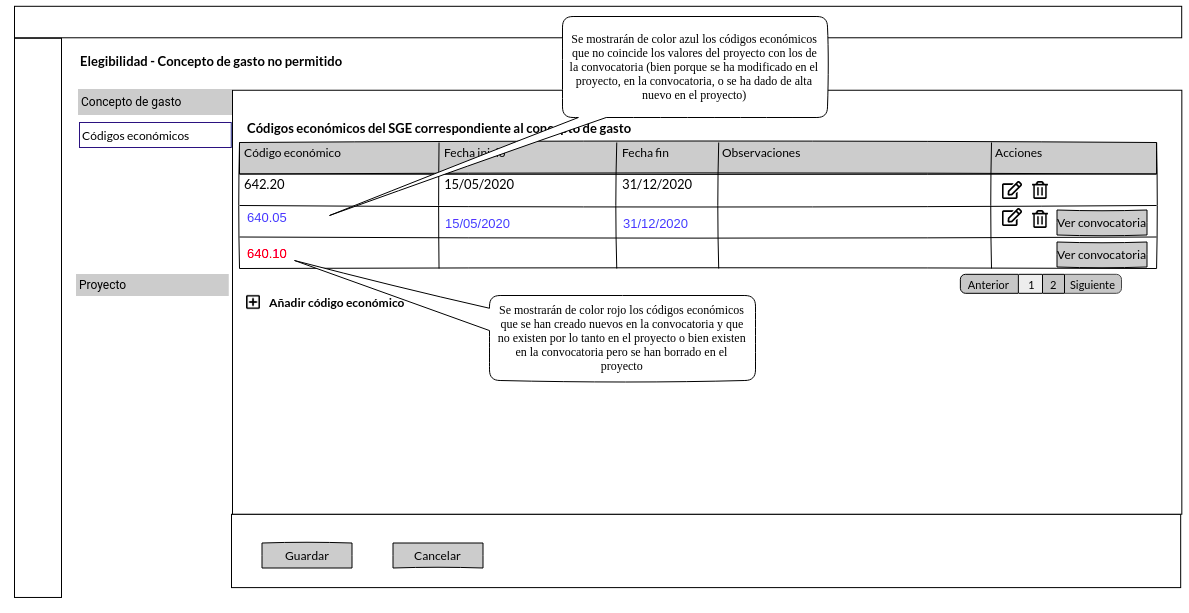 Se mostrarán de color azul los códigos económicos
que no coincide los valores del proyecto con los de
la convocatoria (bien porque se ha modificado en el
proyecto, en la convocatoria, o se ha dado de alta
nuevo en el proyecto)
Elegibilidad - Concepto de gasto no permitido
Concepto de gasto
Códigos económicos
Proyecto
Códigos económicos del SGE correspondiente al concepto de gasto
Código económico Fecha inicio Fecha fin Observaciones Acciones
642.20 15/05/2020 31/12/2020
640.05 15/05/2020 31/12/2020 Ver convocatoria
640.10 Ver convocatoria
Anterior 1 2 Siguiente
Añadir código económico
Se mostrarán de color rojo los códigos económicos
que se han creado nuevos en la convocatoria y que
no existen por lo tanto en el proyecto o bien existen
en la convocatoria pero se han borrado en el
proyecto
Guardar Cancelar